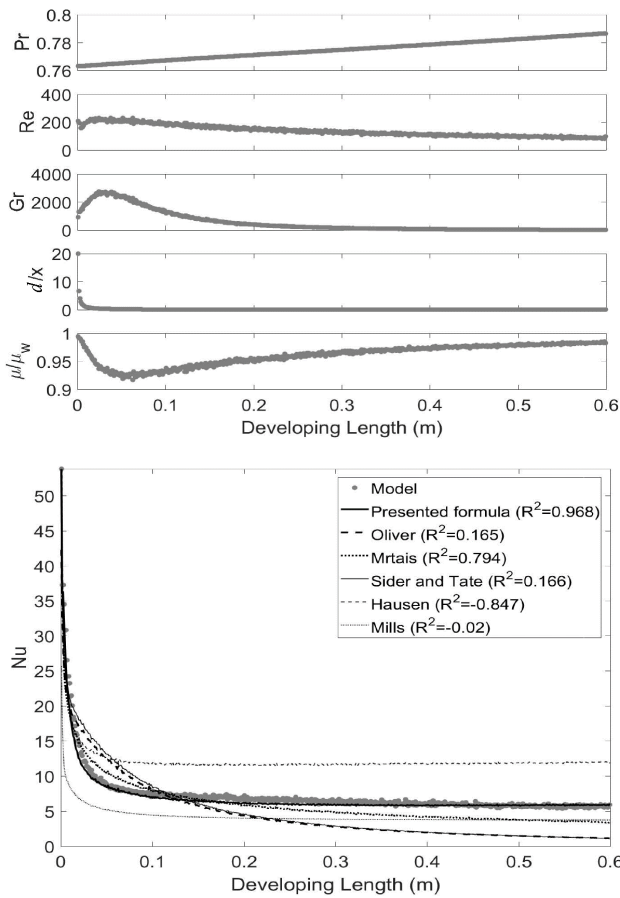 0.8
Pr
0.78
0.76
400
Re
200
0
4000
Gr
2000
0
20
d/x
10
0
1
μ/μw
0.95
0.9
0 0.1 0.2 0.3 0.4 0.5 0.6
Developing Length (m)
50
45
40
35
30
25
20
15
10
5
0
Nu
Model
Presented formula (R²=0.968)
Oliver (R²=0.165)
Mrtais (R²=0.794)
Sider and Tate (R²=0.166)
Hausen (R²=-0.847)
Mills (R²=-0.02)
0 0.1 0.2 0.3 0.4 0.5 0.6
Developing Length (m)